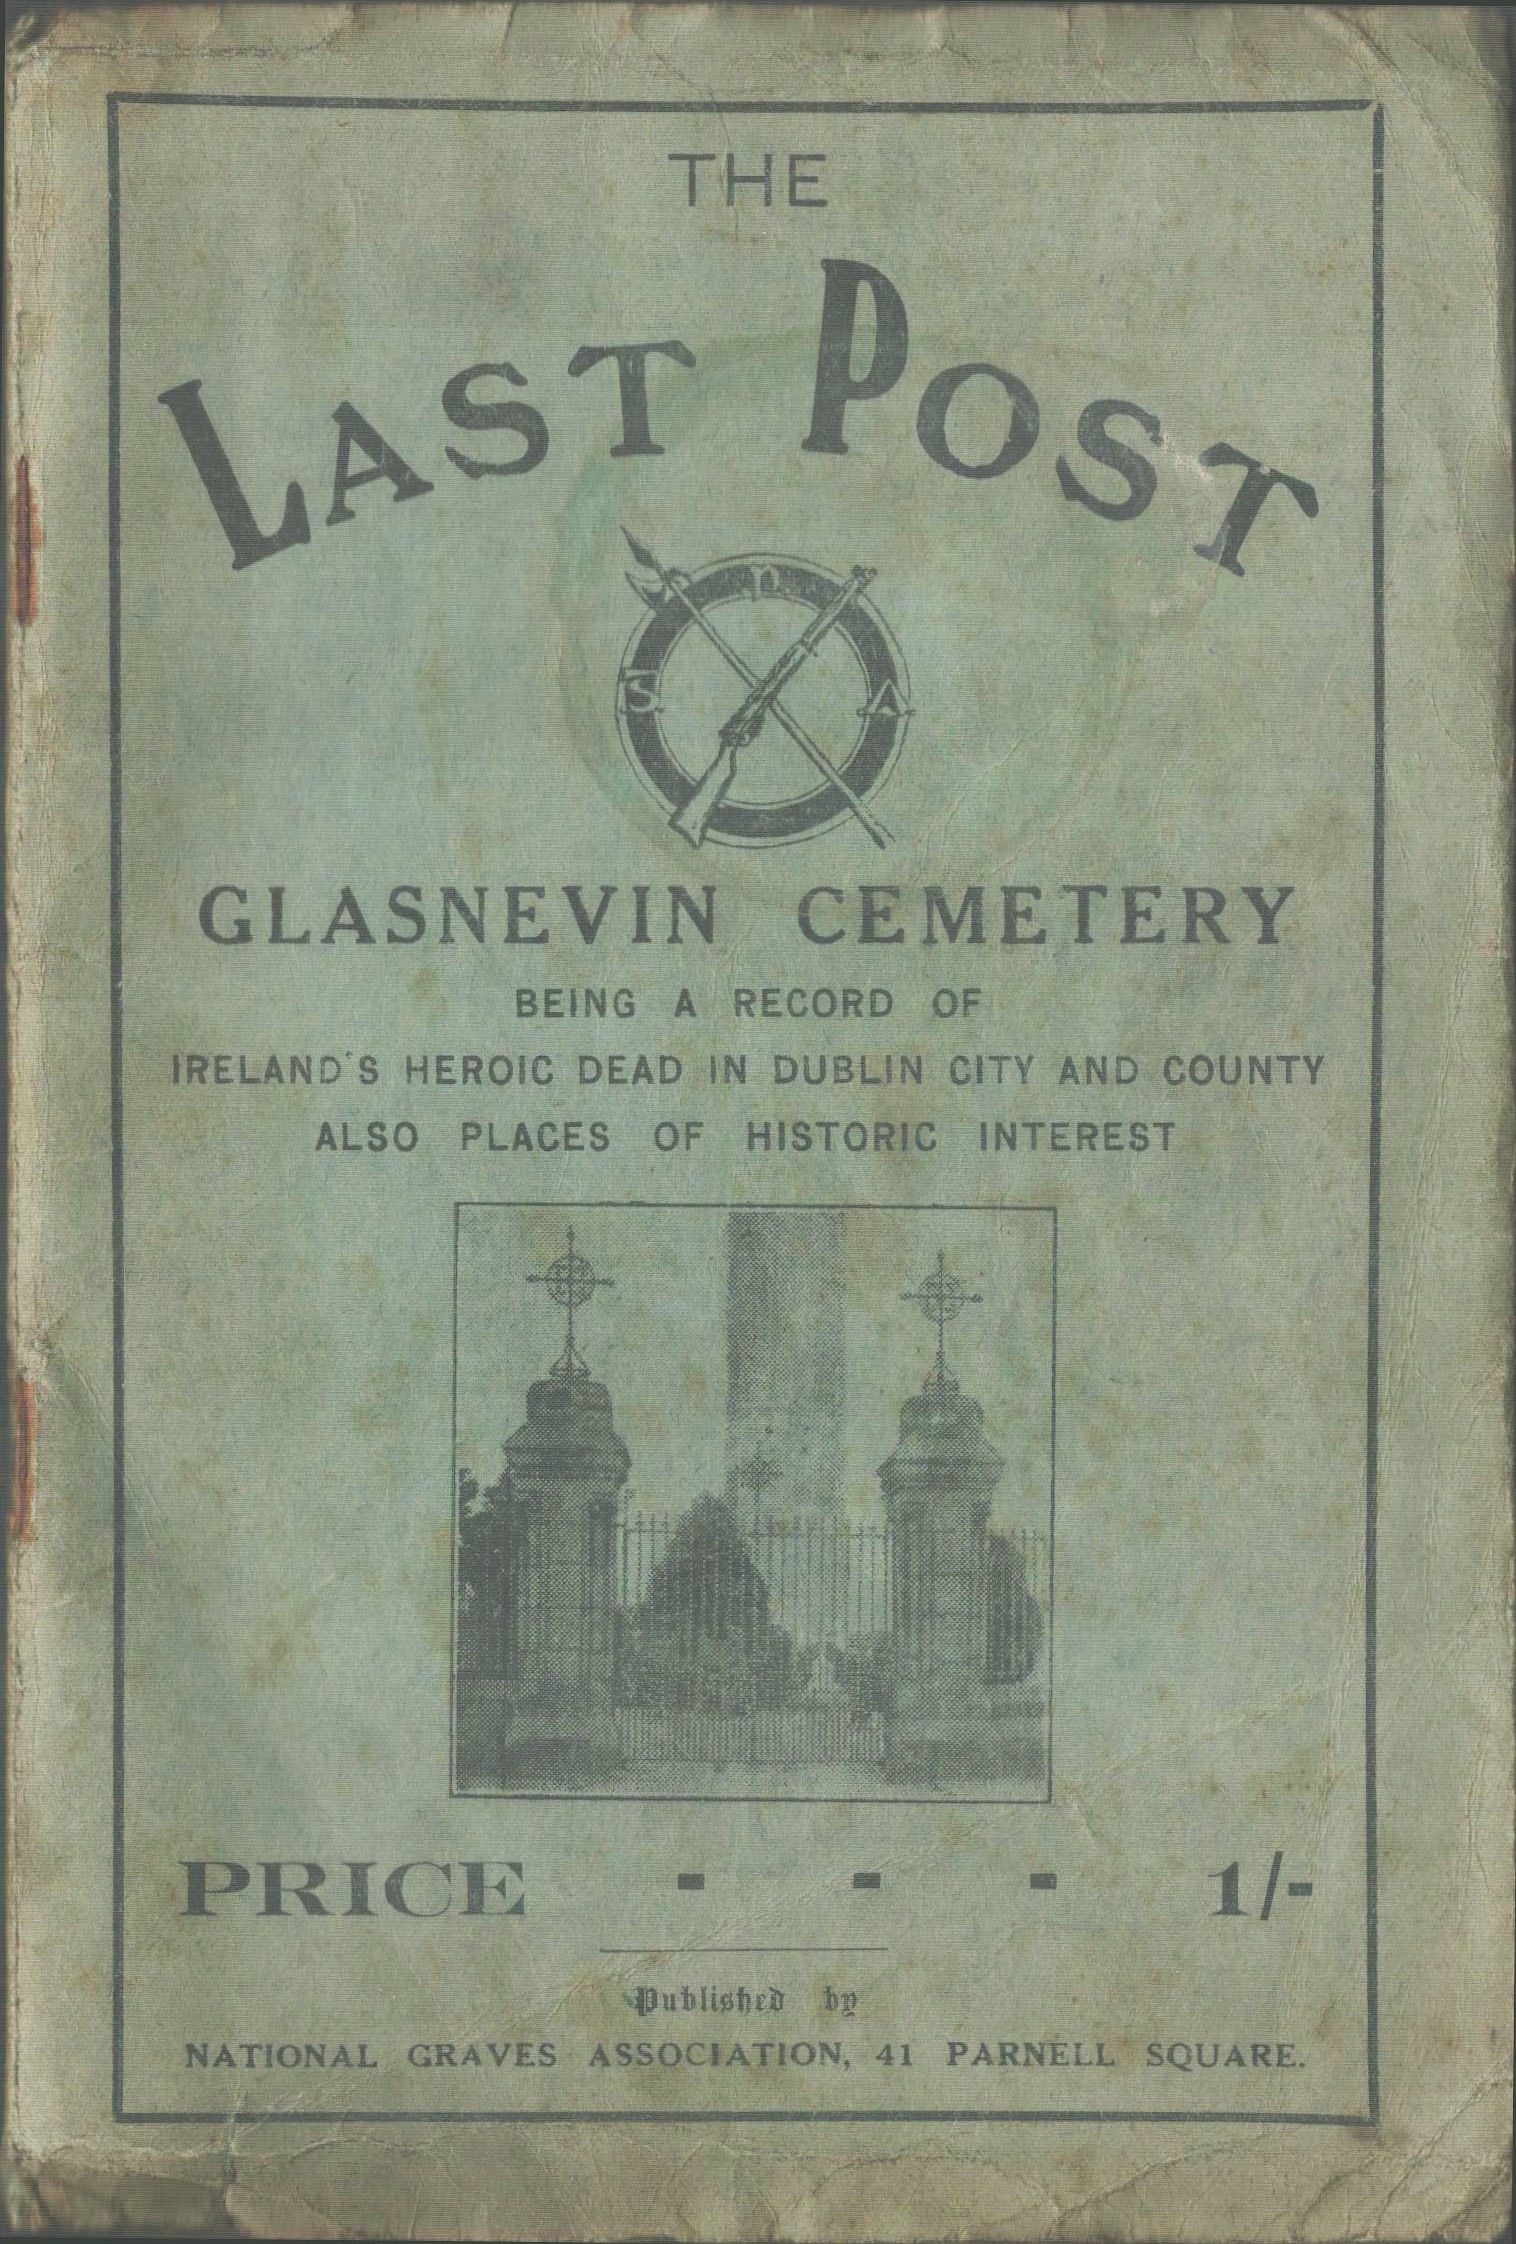 THE
LAST POST
S P A
GLASNEVIN CEMETERY
BEING A RECORD OF
IRELAND'S HEROIC DEAD IN DUBLIN CITY AND COUNTY
ALSO PLACES OF HISTORIC INTEREST
PRICE - - - 1/-
Published by
NATIONAL GRAVES ASSOCIATION, 41 PARNELL SQUARE.